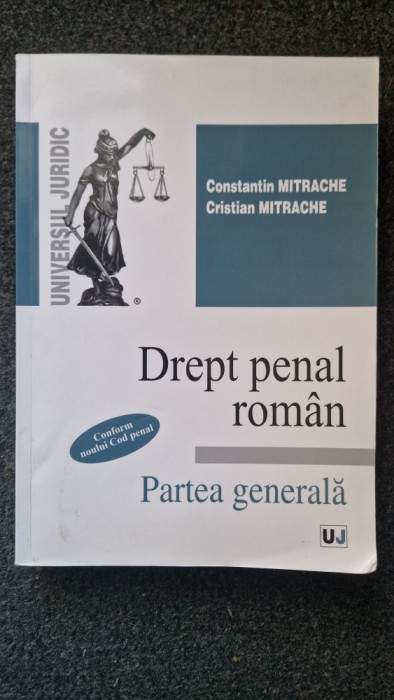 UNIVERSUL JURIDIC
®
Constantin MITRACHE
Cristian MITRACHE
Drept penal
român
Conform
noului Cod penal
Partea generală
UJ